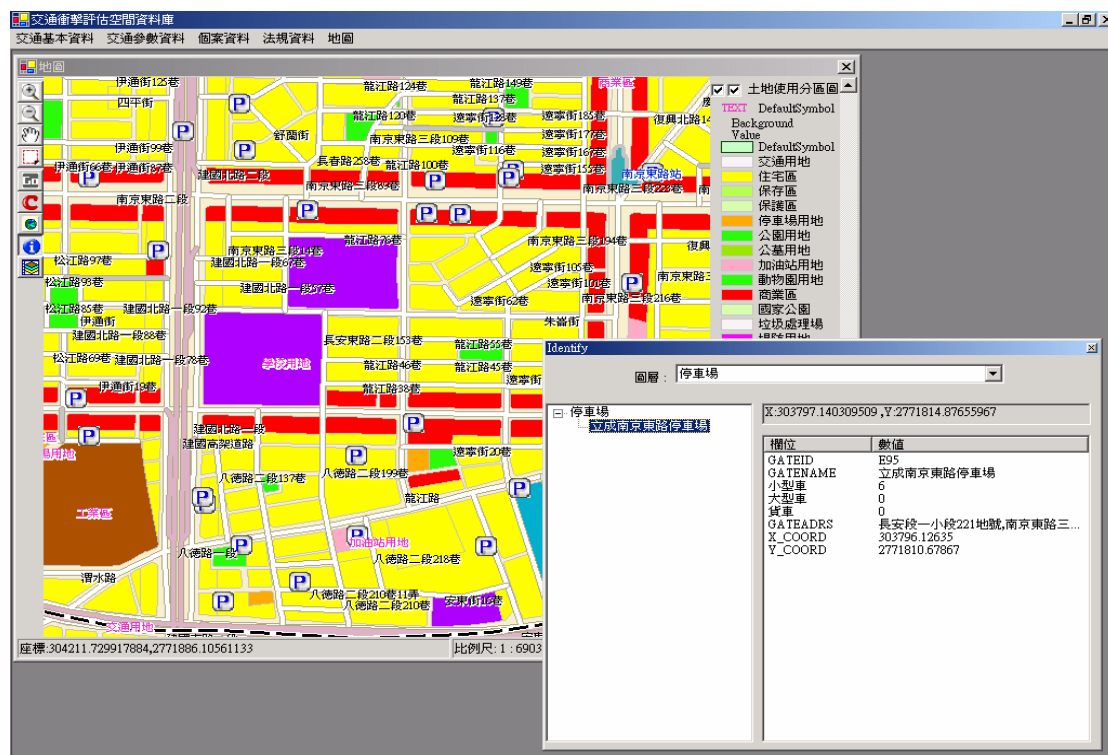 交通衝擊評估空間資料庫
交通基本資料 交通參數資料 個案資料 法規資料 地圖
地圖
伊通街125巷
龍江路124巷
龍江路149巷
商業區
四平街
龍江路137巷
龍江路120巷
遼寧街185巷
復興北路14
舒蘭街
南京東路三段109巷
遼寧街177巷
伊通街99巷
遼寧街116巷
遼寧街167巷
長春路258巷
龍江路100巷
遼寧街155巷
伊通街66巷
伊通街87巷
建國北路二段
南京東路三段89巷
南京東路站
南京東路三段223巷
南京東路二段
龍江路76巷
南京東路三段194巷
復興
南京東路三段14巷
松江路97巷
建國北路一段67巷
遼寧街105巷
南京東路三
松江路93巷
建國北路一段57巷
遼寧街101巷
遼寧街62巷
南京東路三段216巷
松江路85巷
建國北路一段92巷
伊通街
朱崙街
建國北路一段88巷
長安東路二段153巷
龍江路55巷
松江路69巷
建國北路一段78巷
學校用地
龍江路46巷
龍江路45巷
伊通街19巷
龍江路38巷
遼寧街
建國北路一段
建國高架道路
遼寧街20巷
八德路二段137巷
八德路二段199巷
龍江路
工業區
加油站用地
八德路一段
八德路二段218巷
渭水路
八德路二段210巷11弄
八德路二段210巷
安東街16巷
交通用地
土地使用分區圖
TEXT DefaultSymbol
Background
Value
DefaultSymbol
交通用地
住宅區
保存區
保護區
停車場用地
公園用地
公墓用地
加油站用地
動物園用地
商業區
國家公園
垃圾處理場
堤防用地
座標:304211.729917884,2771886.10561133
比例尺: 1 : 6903
Identify
圖層 : 停車場
停車場
立成南京東路停車場
X:303797.140309509 ,Y:2771814.87655967
欄位 數值
GATEID E95
GATENAME 立成南京東路停車場
小型車 6
大型車 0
貨車 0
GATEADRS 長安段一小段221地號,南京東路三...
X_COORD 303796.12635
Y_COORD 2771810.67867